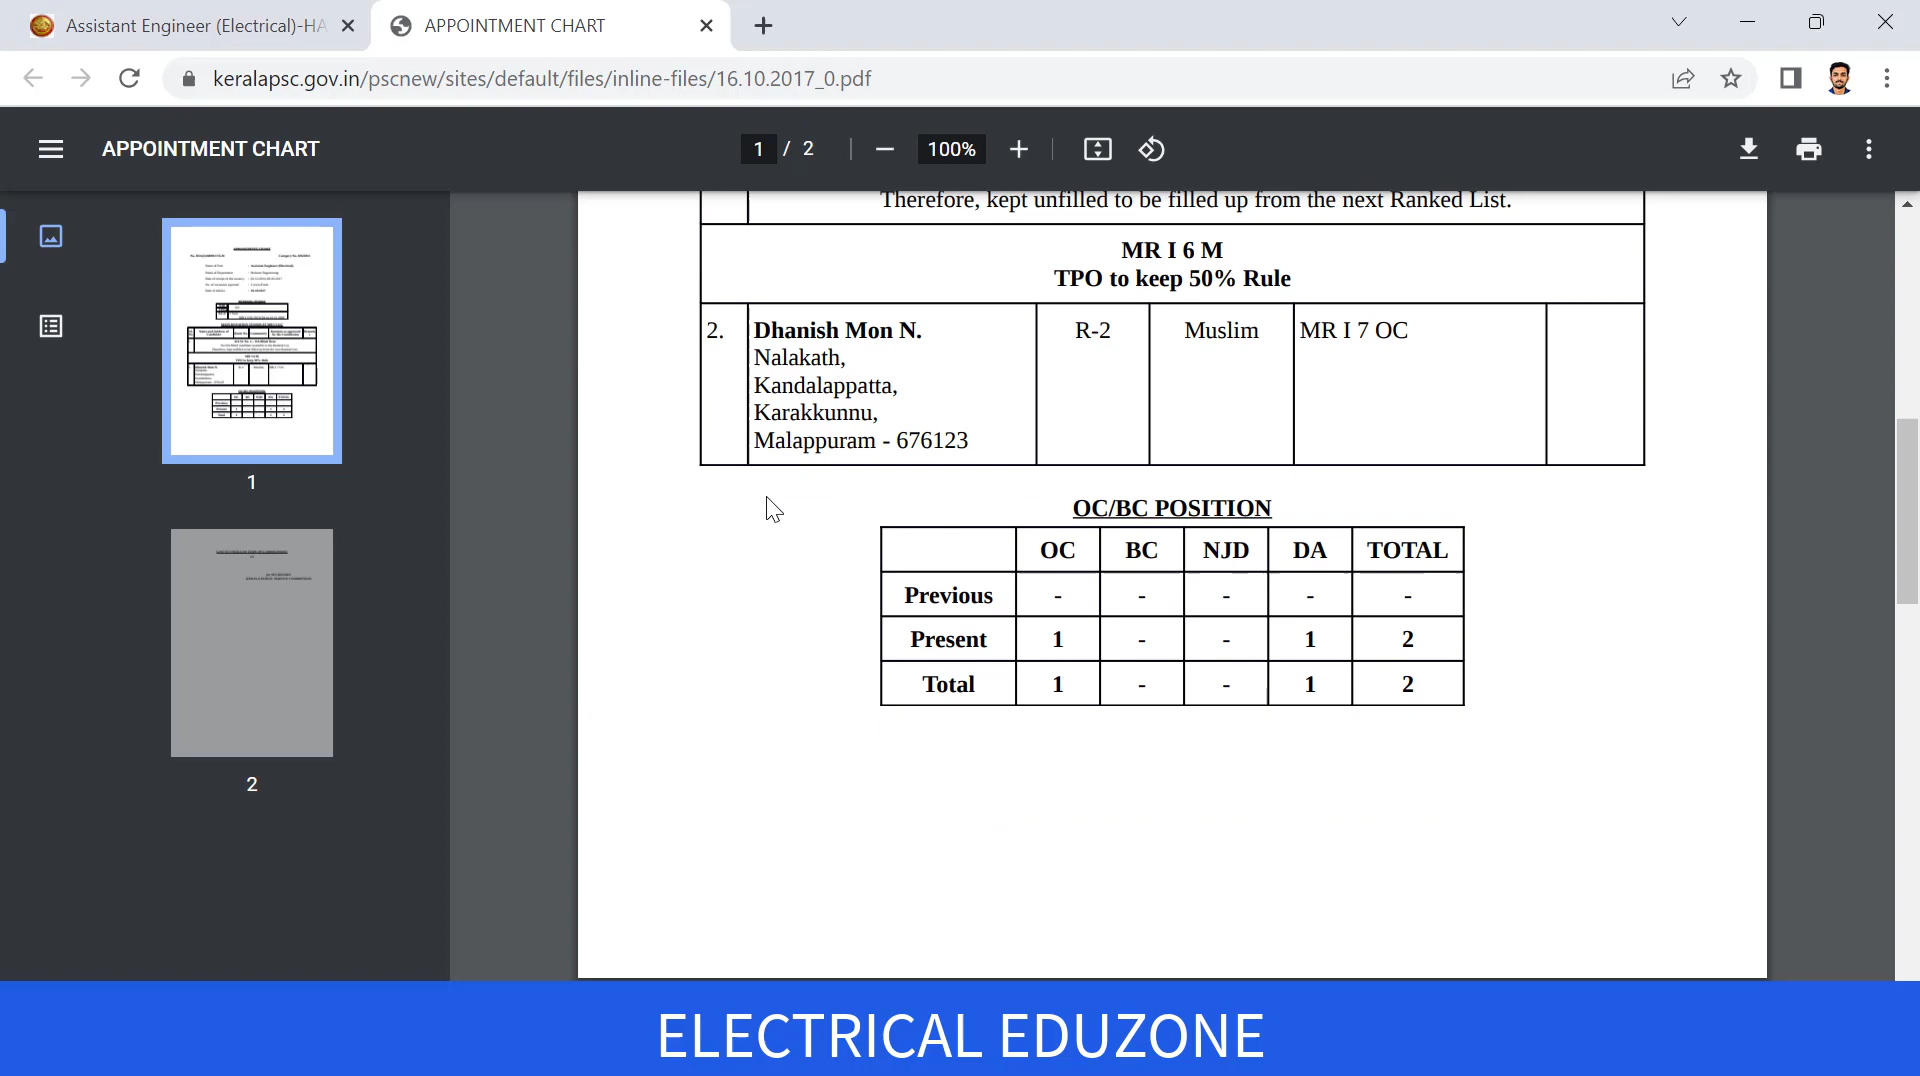 Assistant Engineer (Electrical)-HA
APPOINTMENT CHART
keralapsc.gov.in/pscnew/sites/default/files/inline-files/16.10.2017_0.pdf
APPOINTMENT CHART
1 / 2
100%
Therefore, kept unfilled to be filled up from the next Ranked List.
MR I 6 M
TPO to keep 50% Rule
2. Dhanish Mon N. R-2 Muslim MR I 7 OC
Nalakath,
Kandalappatta,
Karakkunnu,
Malappuram - 676123
OC/BC POSITION
OC BC NJD DA TOTAL
Previous - - - - -
Present 1 - - 1 2
Total 1 - - 1 2
1
2
ELECTRICAL EDUZONE